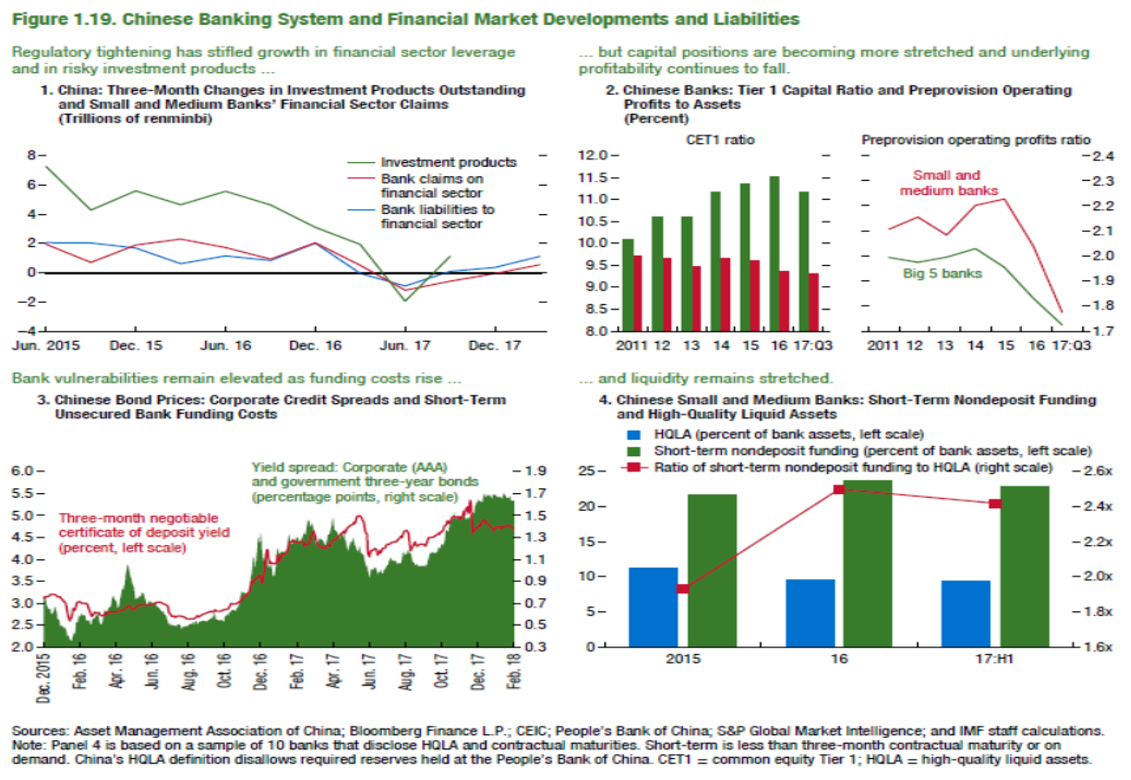 Figure 1.19. Chinese Banking System and Financial Market Developments and Liabilities
Regulatory tightening has stifled growth in financial sector leverage
and in risky investment products ...
1. China: Three-Month Changes in Investment Products Outstanding
and Small and Medium Banks' Financial Sector Claims
(Trillions of renminbi)
8
6
4
2
0
–2
–4
Investment products
Bank claims on
financial sector
Bank liabilities to
financial sector
Jun. 2015 Dec. 15 Jun. 16 Dec. 16 Jun. 17 Dec. 17
... but capital positions are becoming more stretched and underlying
profitability continues to fall.
2. Chinese Banks: Tier 1 Capital Ratio and Preprovision Operating
Profits to Assets
(Percent)
CET1 ratio
12.0
11.5
11.0
10.5
10.0
9.5
9.0
8.5
8.0
2011 12 13 14 15 16 17:Q3
Preprovision operating profits ratio
Small and
medium banks
Big 5 banks
2.4
2.3
2.2
2.1
2.0
1.9
1.8
1.7
2011 12 13 14 15 16 17:Q3
Bank vulnerabilities remain elevated as funding costs rise ...
3. Chinese Bond Prices: Corporate Credit Spreads and Short-Term
Unsecured Bank Funding Costs
6.0
5.5
5.0
4.5
4.0
3.5
3.0
2.5
2.0
Yield spread: Corporate (AAA)
and government three-year bonds
(percentage points, right scale)
Three-month negotiable
certificate of deposit yield
(percent, left scale)
1.9
1.7
1.5
1.3
1.1
0.9
0.7
0.5
0.3
Dec. 2015 Feb. 16 Apr. 16 Jun. 16 Aug. 16 Oct. 16 Dec. 16 Feb. 17 Apr. 17 Jun. 17 Aug. 17 Oct. 17 Dec. 17 Feb. 18
... and liquidity remains stretched.
4. Chinese Small and Medium Banks: Short-Term Nondeposit Funding
and High-Quality Liquid Assets
HQLA (percent of bank assets, left scale)
Short-term nondeposit funding (percent of bank assets, left scale)
Ratio of short-term nondeposit funding to HQLA (right scale)
25
20
15
10
5
0
2.6x
2.4x
2.2x
2.0x
1.8x
1.6x
2015 16 17:H1
Sources: Asset Management Association of China; Bloomberg Finance L.P.; CEIC; People's Bank of China; S&P Global Market Intelligence; and IMF staff calculations.
Note: Panel 4 is based on a sample of 10 banks that disclose HQLA and contractual maturities. Short-term is less than three-month contractual maturity or on
demand. China's HQLA definition disallows required reserves held at the People's Bank of China. CET1 = common equity Tier 1; HQLA = high-quality liquid assets.